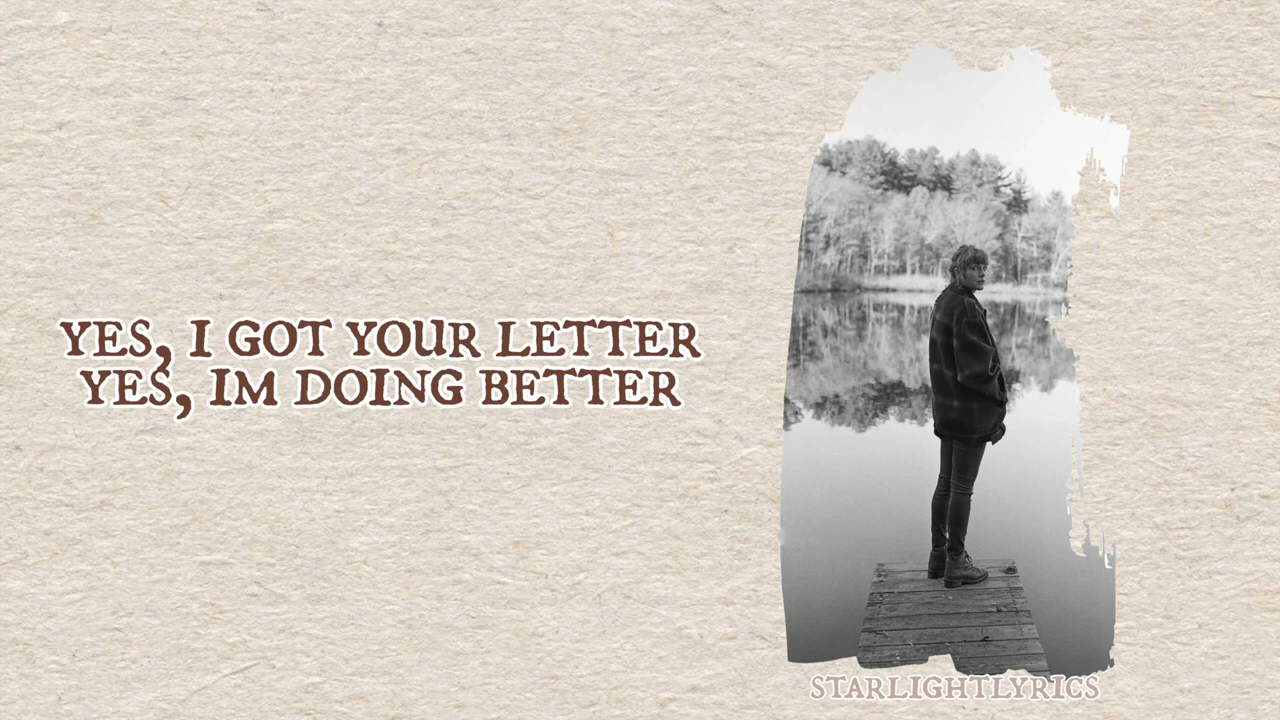 YES, I GOT YOUR LETTER
YES, IM DOING BETTER
STARLIGHTLYRICS